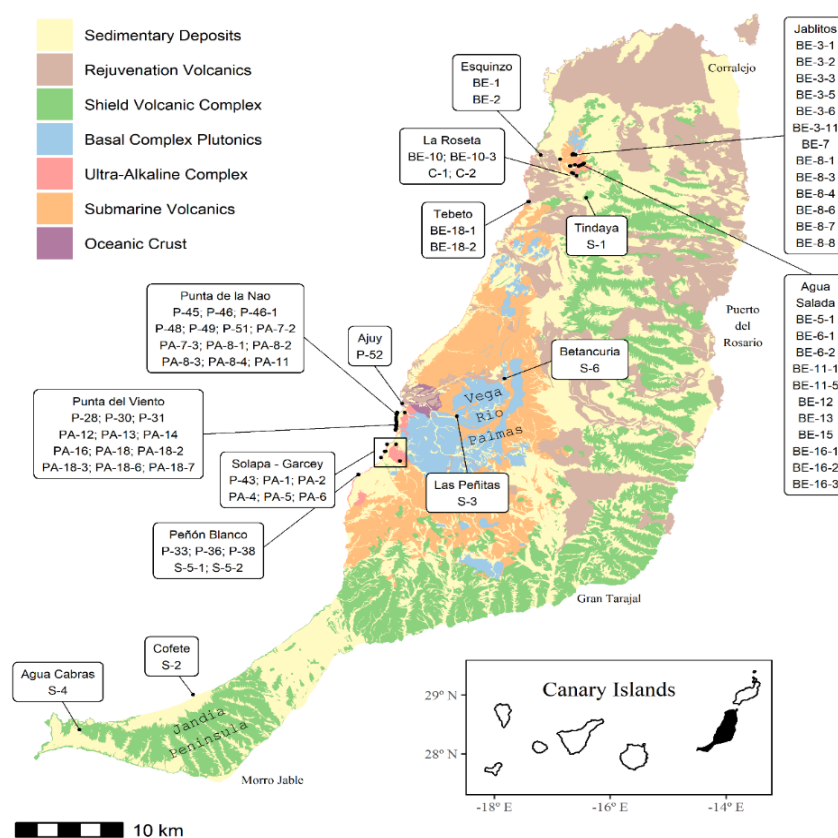 Sedimentary Deposits
Rejuvenation Volcanics
Shield Volcanic Complex
Basal Complex Plutonics
Ultra-Alkaline Complex
Submarine Volcanics
Oceanic Crust
Corralejo
Jablitos
BE-3-1
BE-3-2
BE-3-3
BE-3-5
BE-3-6
BE-3-11
BE-7
BE-8-1
BE-8-3
BE-8-4
BE-8-6
BE-8-7
BE-8-8
Esquinzo
BE-1
BE-2
La Roseta
BE-10; BE-10-3
C-1; C-2
Tebeto
BE-18-1
BE-18-2
Tindaya
S-1
Agua
Salada
BE-5-1
BE-6-1
BE-6-2
BE-11-1
BE-11-5
BE-12
BE-13
BE-15
BE-16-1
BE-16-2
BE-16-3
Puerto
del
Rosario
Punta de la Nao
P-45; P-46; P-46-1
P-48; P-49; P-51; PA-7-2
PA-7-3; PA-8-1; PA-8-2
PA-8-3; PA-8-4; PA-11
Ajuy
P-52
Betancuria
S-6
Vega
Rio
Palmas
Punta del Viento
P-28; P-30; P-31
PA-12; PA-13; PA-14
PA-16; PA-18; PA-18-2
PA-18-3; PA-18-6; PA-18-7
Solapa - Garcey
P-43; PA-1; PA-2
PA-4; PA-5; PA-6
Las Peñitas
S-3
Peñón Blanco
P-33; P-36; P-38
S-5-1; S-5-2
Gran Tarajal
Cofete
S-2
Agua Cabras
S-4
Jandia
Peninsula
Morro Jable
Canary Islands
29° N
28° N
-18° E
-16° E
-14° E
10 km